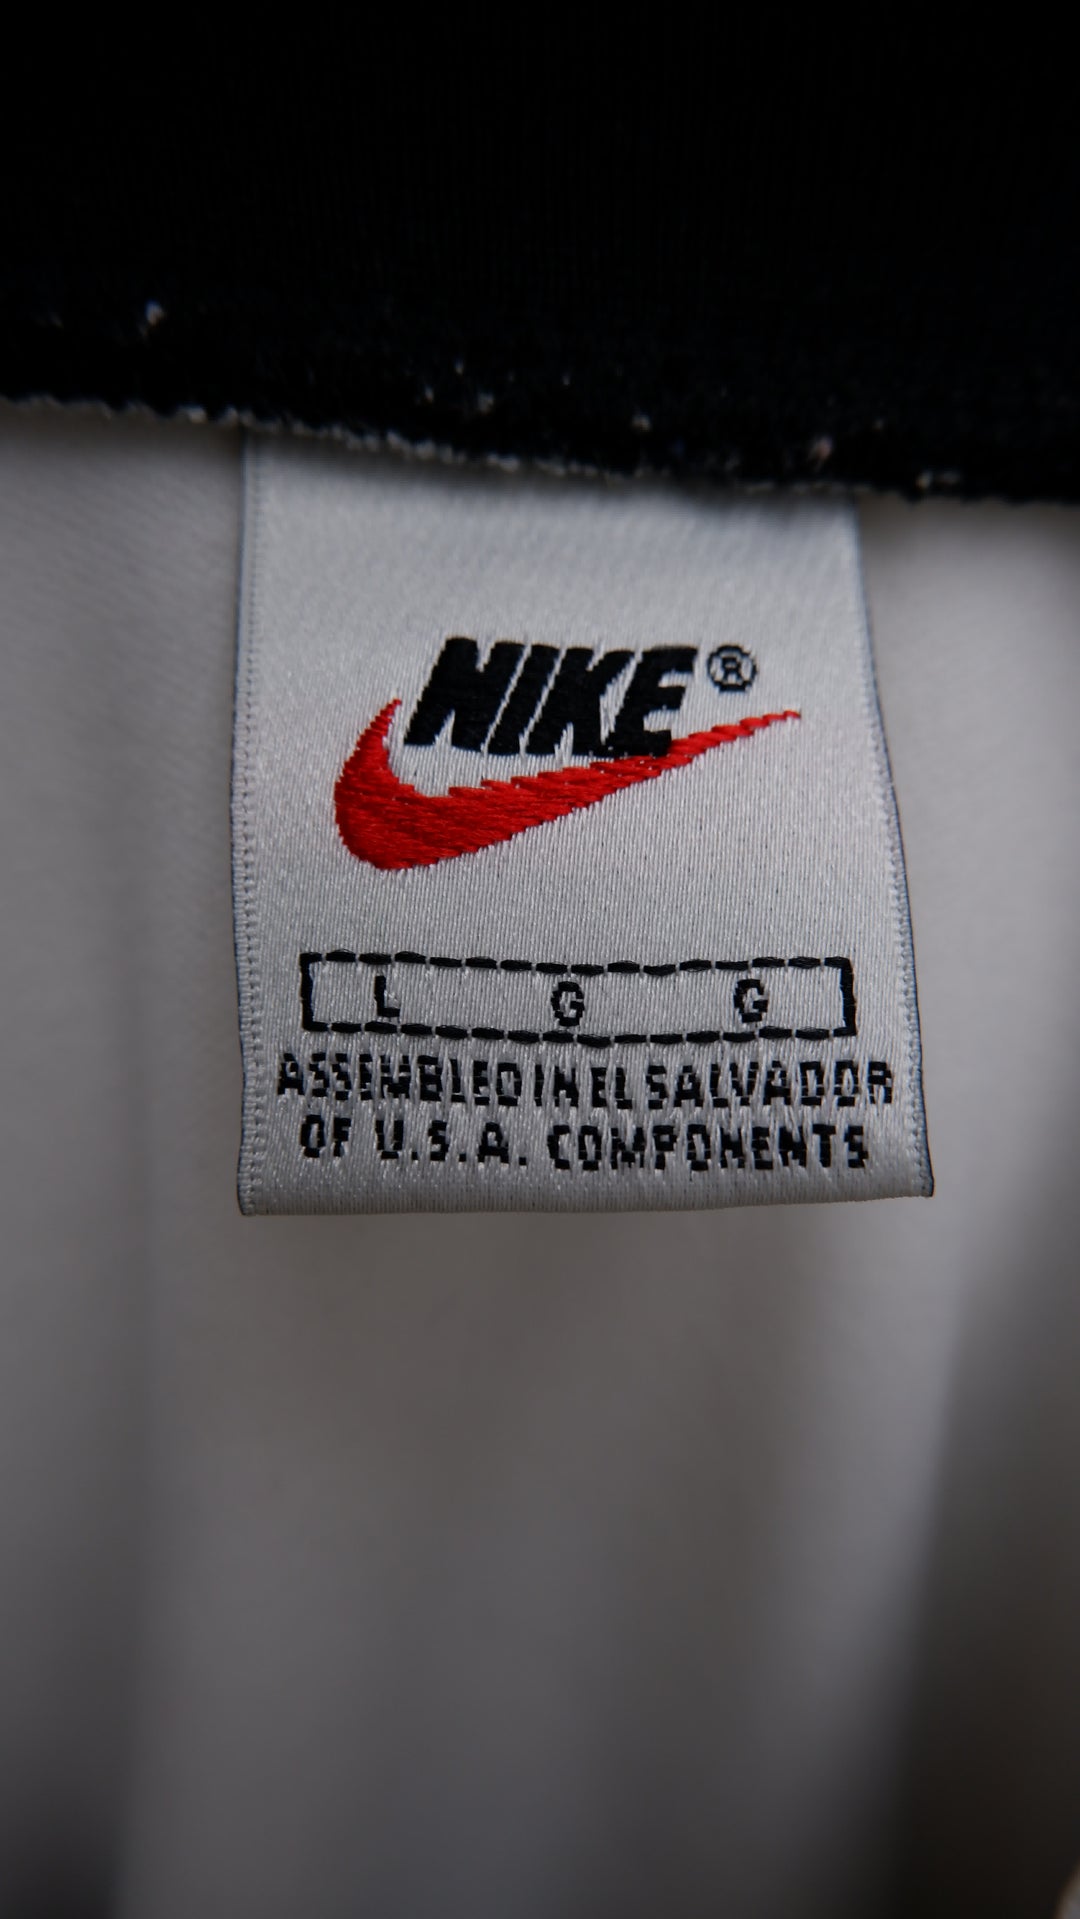 NIKE®
L G G
ASSEMBLED IN EL SALVADOR
OF U.S.A. COMPONENTS